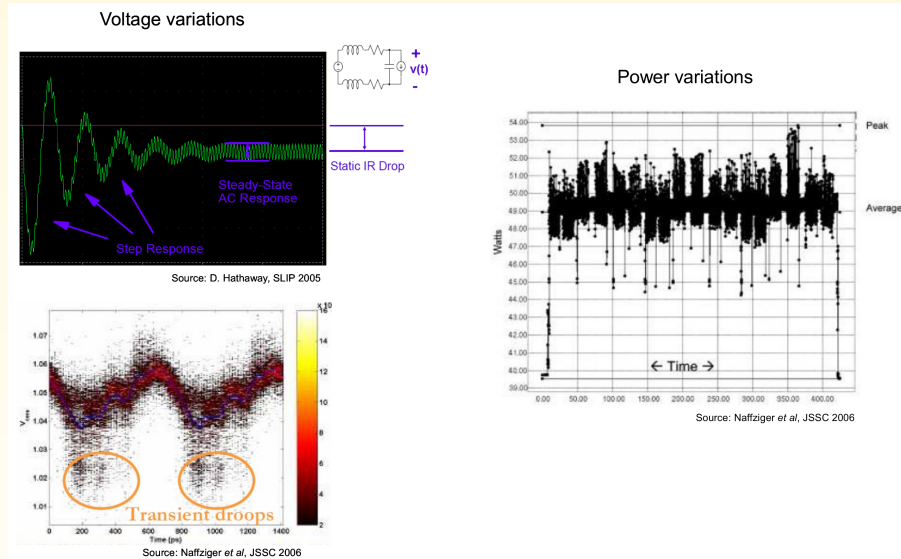 Voltage variations
+
v(t)
-
Static IR Drop
Steady-State
AC Response
Step Response
Source: D. Hathaway, SLIP 2005
x 10
1.07
1.06
1.05
1.04
1.03
1.02
1.01
16
14
12
10
8
6
4
2
Transient droops
0
200
400
600
800
1000
1200
1400
Time (ps)
Source: Naffziger et al, JSSC 2006
Power variations
54.00
53.00
52.00
51.00
50.00
49.00
48.00
47.00
46.00
45.00
44.00
43.00
42.00
41.00
40.00
39.00
Watts
Peak
Average
← Time →
0.00
50.00
100.00
150.00
200.00
250.00
300.00
350.00
400.00
Source: Naffziger et al, JSSC 2006